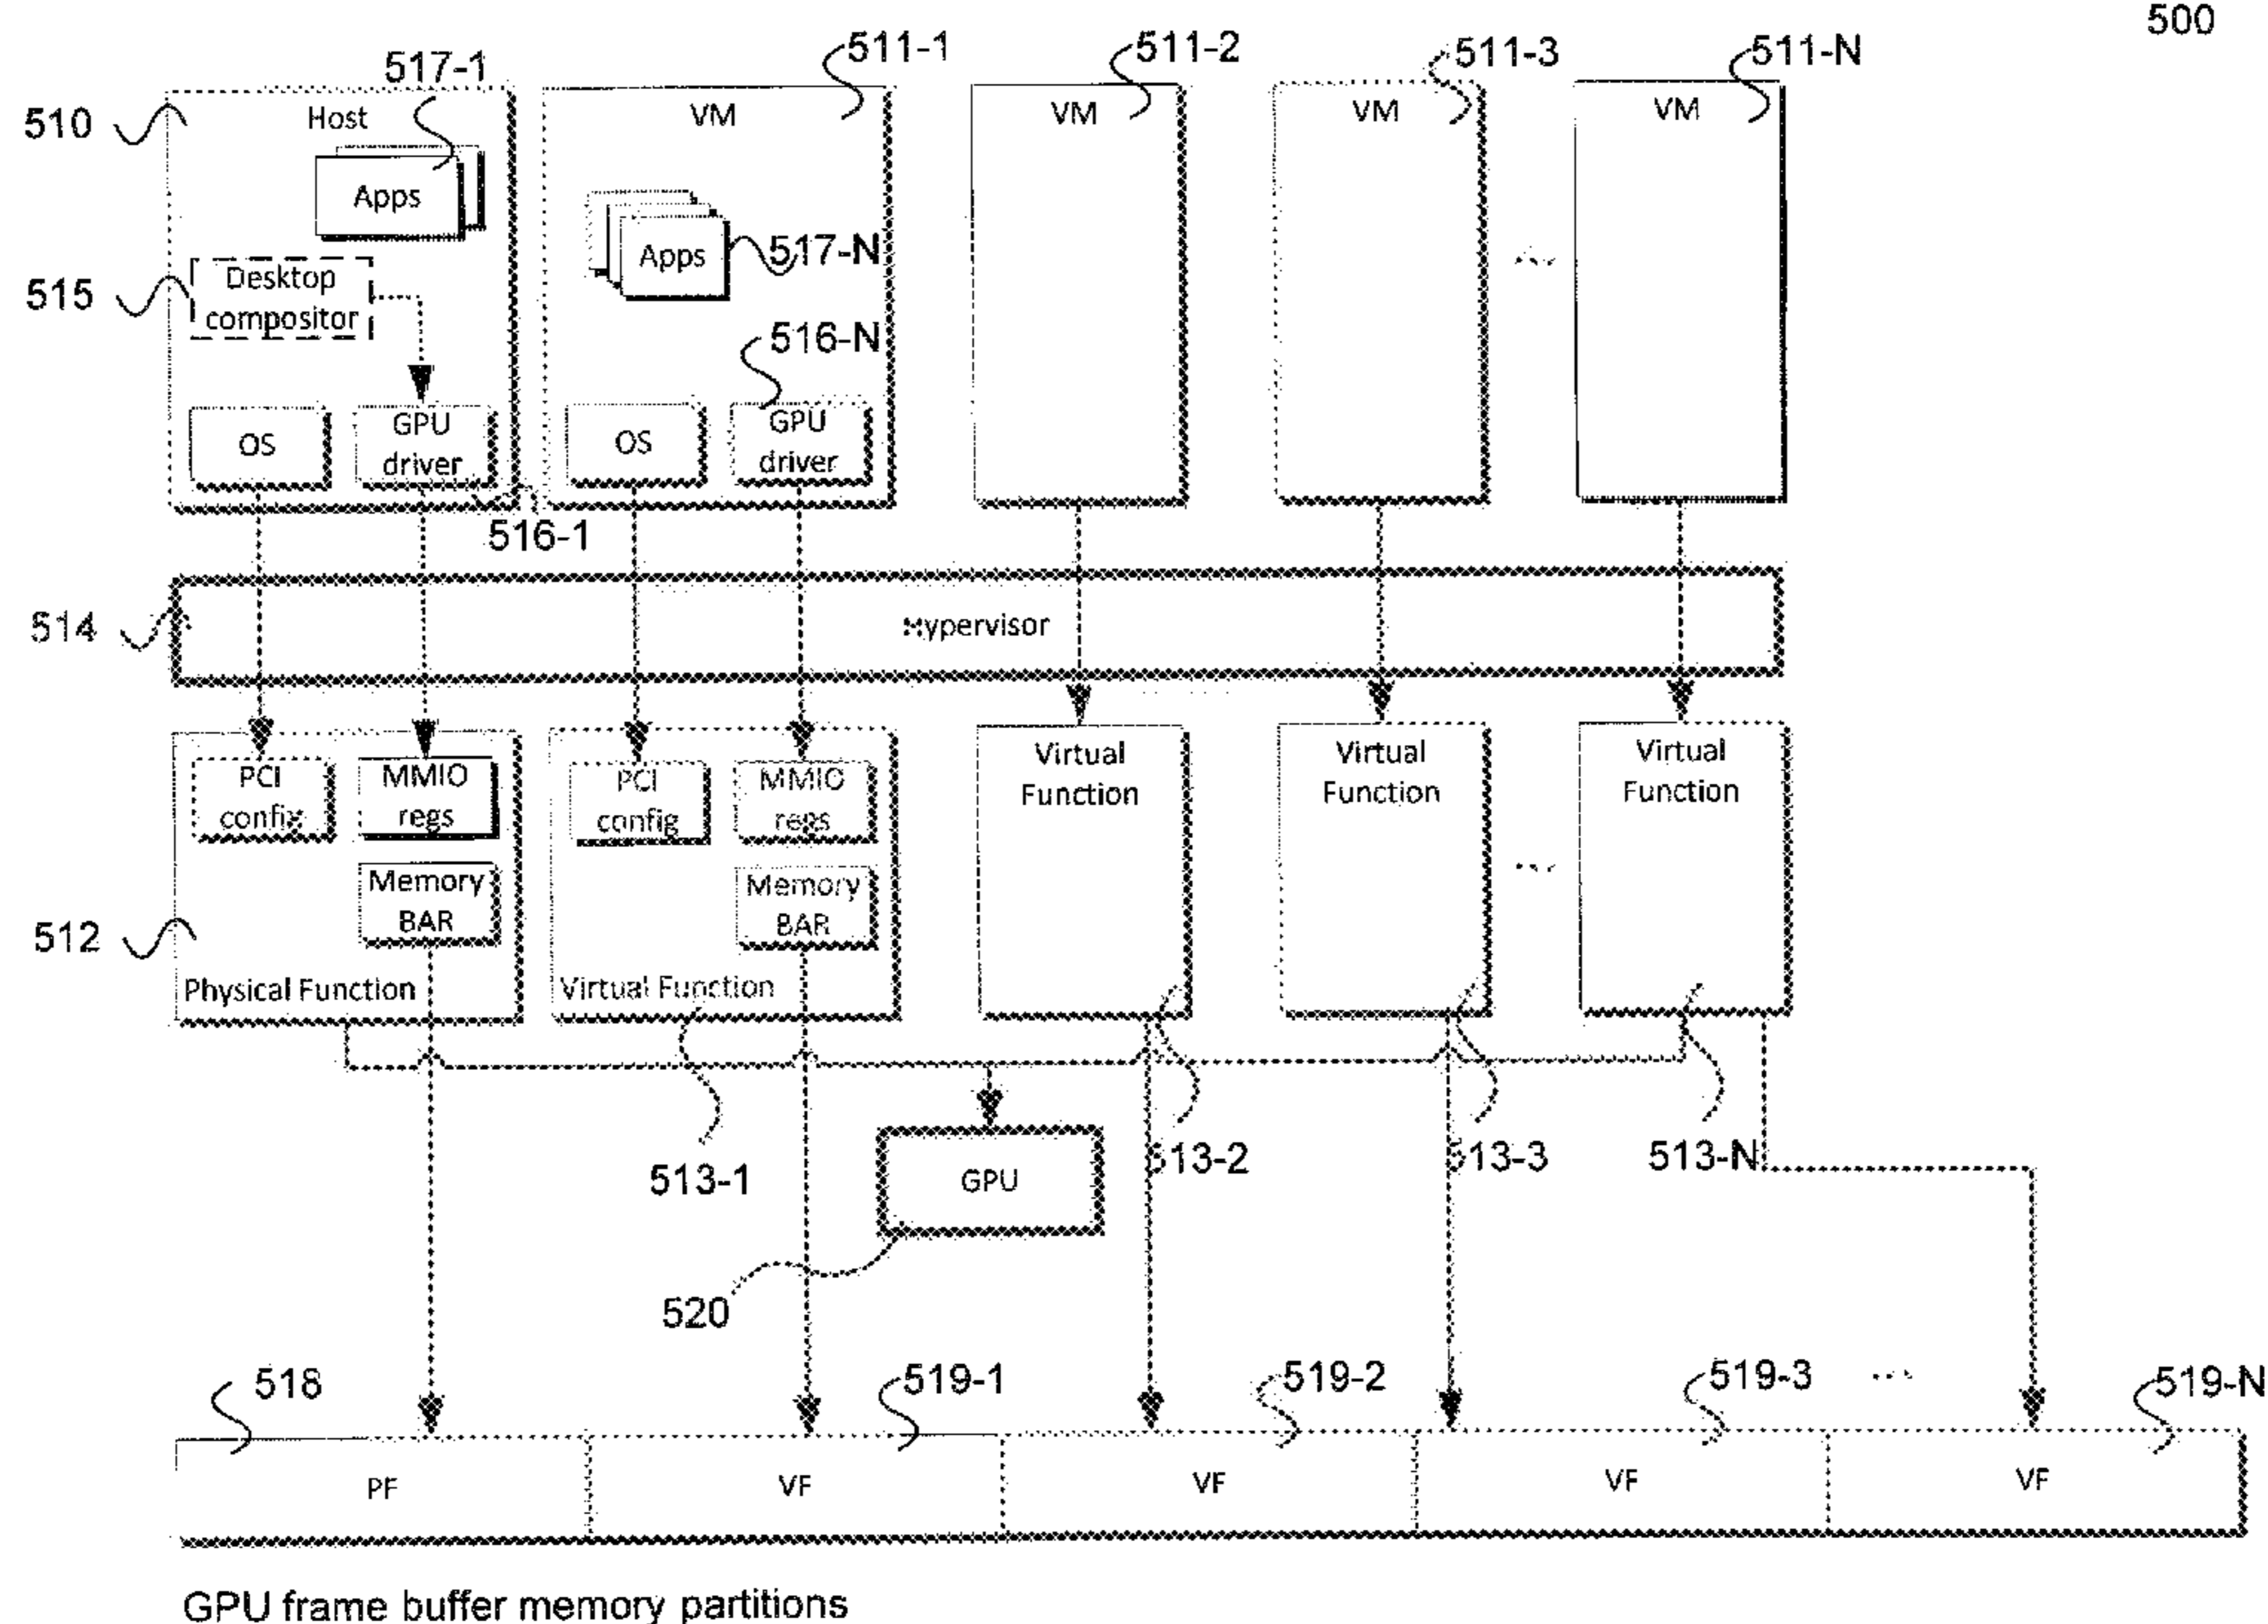 500
517-1
511-1
511-2
511-3
511-N
510
Host
VM
VM
VM
VM
Apps
Apps
517-N
515
Desktop
compositor
516-N
OS
GPU
driver
OS
GPU
driver
516-1
514
Hypervisor
PCI
config
MMIO
regs
PCI
config
MMIO
regs
Virtual
Function
Virtual
Function
Virtual
Function
Memory
BAR
Memory
BAR
512
Physical Function
Virtual Function
513-1
GPU
513-2
513-3
513-N
520
518
519-1
519-2
519-3
...
519-N
PF
VF
VF
VF
VF
GPU frame buffer memory partitions